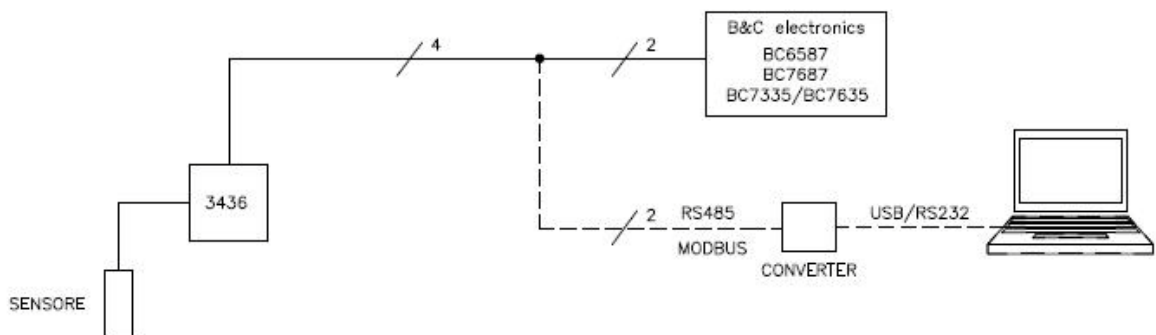 4
2
B&C electronics
BC6587
BC7687
BC7335/BC7635
3436
2
RS485
USB/RS232
MODBUS
CONVERTER
SENSORE